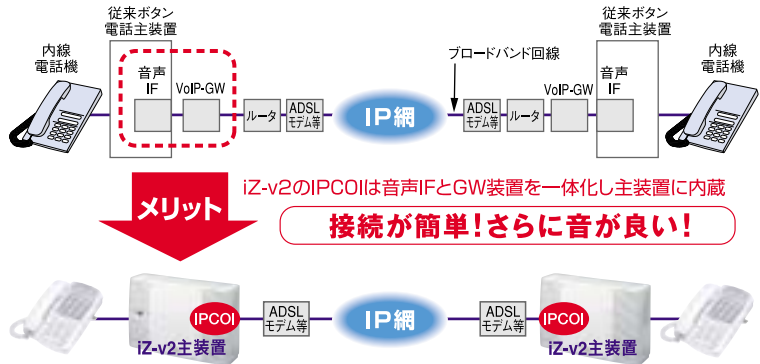 従来ボタン
電話主装置
従来ボタン
電話主装置
内線
電話機
音声
IF
VoIP-GW
ルータ
ADSL
モデム等
IP網
ブロードバンド回線
ADSL
モデム等
ルータ
VoIP-GW
音声
IF
内線
電話機
メリット
iZ-v2のIPCOIは音声IFとGW装置を一体化し主装置に内蔵
接続が簡単!さらに音が良い!
IPCOI
iZ-v2主装置
ADSL
モデム等
IP網
ADSL
モデム等
IPCOI
iZ-v2主装置